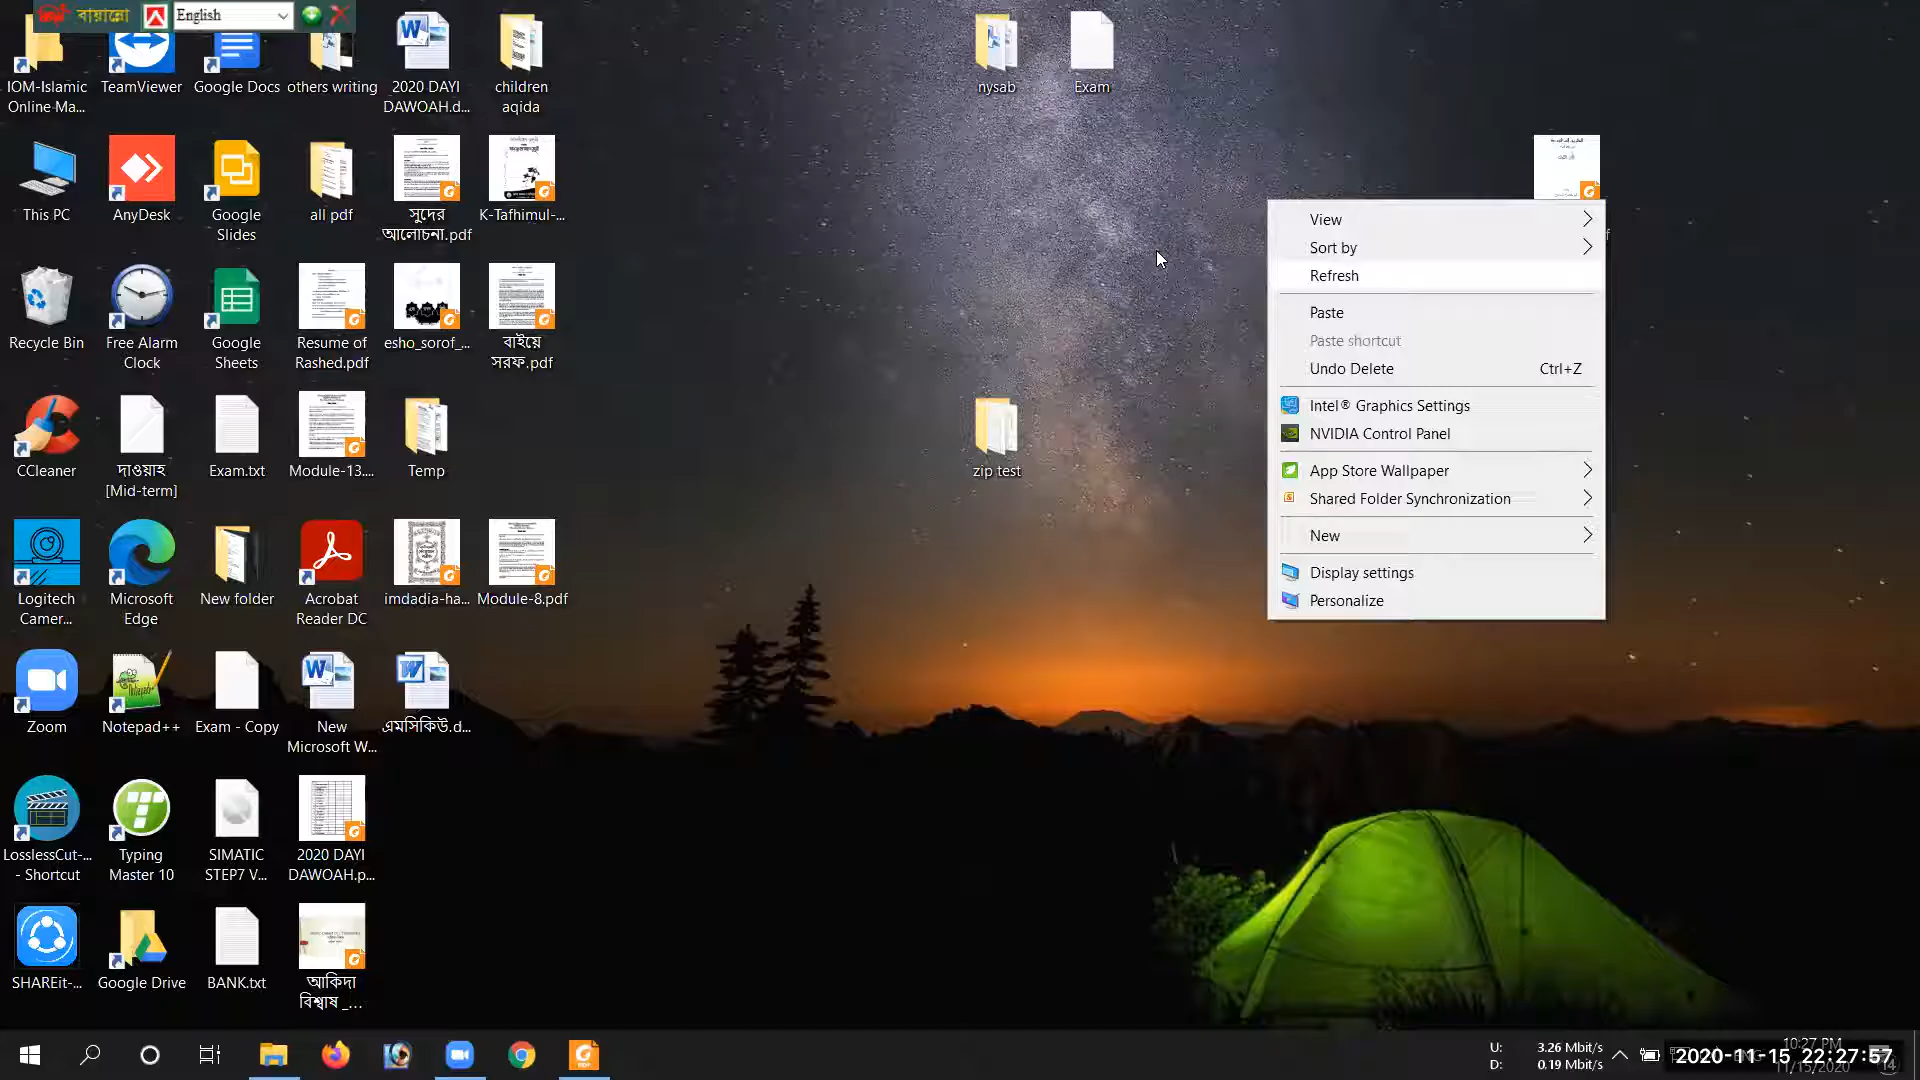 বায়ান্নো
English
IOM-Islamic
Online-Ma...
TeamViewer
Google Docs
others writing
2020 DAYI
DAWOAH.d...
children
aqida
nysab
Exam
This PC
AnyDesk
Google
Slides
all pdf
সুদের
আলোচনা.pdf
K-Tafhimul-...
Recycle Bin
Free Alarm
Clock
Google
Sheets
Resume of
Rashed.pdf
esho_sorof_...
বাইয়ে
সরফ.pdf
CCleaner
দাওয়াহ
[Mid-term]
Exam.txt
Module-13....
Temp
zip test
Logitech
Camer...
Microsoft
Edge
New folder
Acrobat
Reader DC
imdadia-ha...
Module-8.pdf
Zoom
Notepad++
Exam - Copy
New
Microsoft W...
এমসিকিউ.d...
LosslessCut-...
- Shortcut
Typing
Master 10
SIMATIC
STEP7 V...
2020 DAYI
DAWOAH.p...
SHAREit-...
Google Drive
BANK.txt
আকিদা
বিশ্বাষ _...
View
Sort by
Refresh
Paste
Paste shortcut
Undo Delete Ctrl+Z
Intel® Graphics Settings
NVIDIA Control Panel
App Store Wallpaper
Shared Folder Synchronization
New
Display settings
Personalize
U: 3.26 Mbit/s
D: 0.19 Mbit/s
10:27 PM
2020-11-15 22:27:57
11/15/2020
14